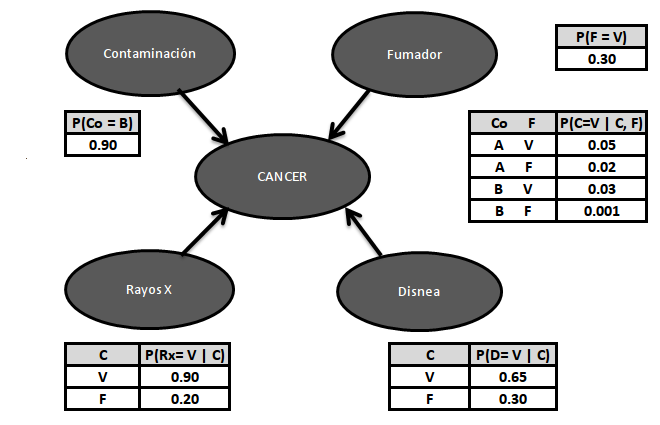 Contaminación
Fumador
P(F = V)
0.30
P(Co = B)
0.90
Co F P(C=V | C, F)
A V 0.05
A F 0.02
B V 0.03
B F 0.001
CANCER
Rayos X
Disnea
C P(Rx= V | C)
V 0.90
F 0.20
C P(D= V | C)
V 0.65
F 0.30